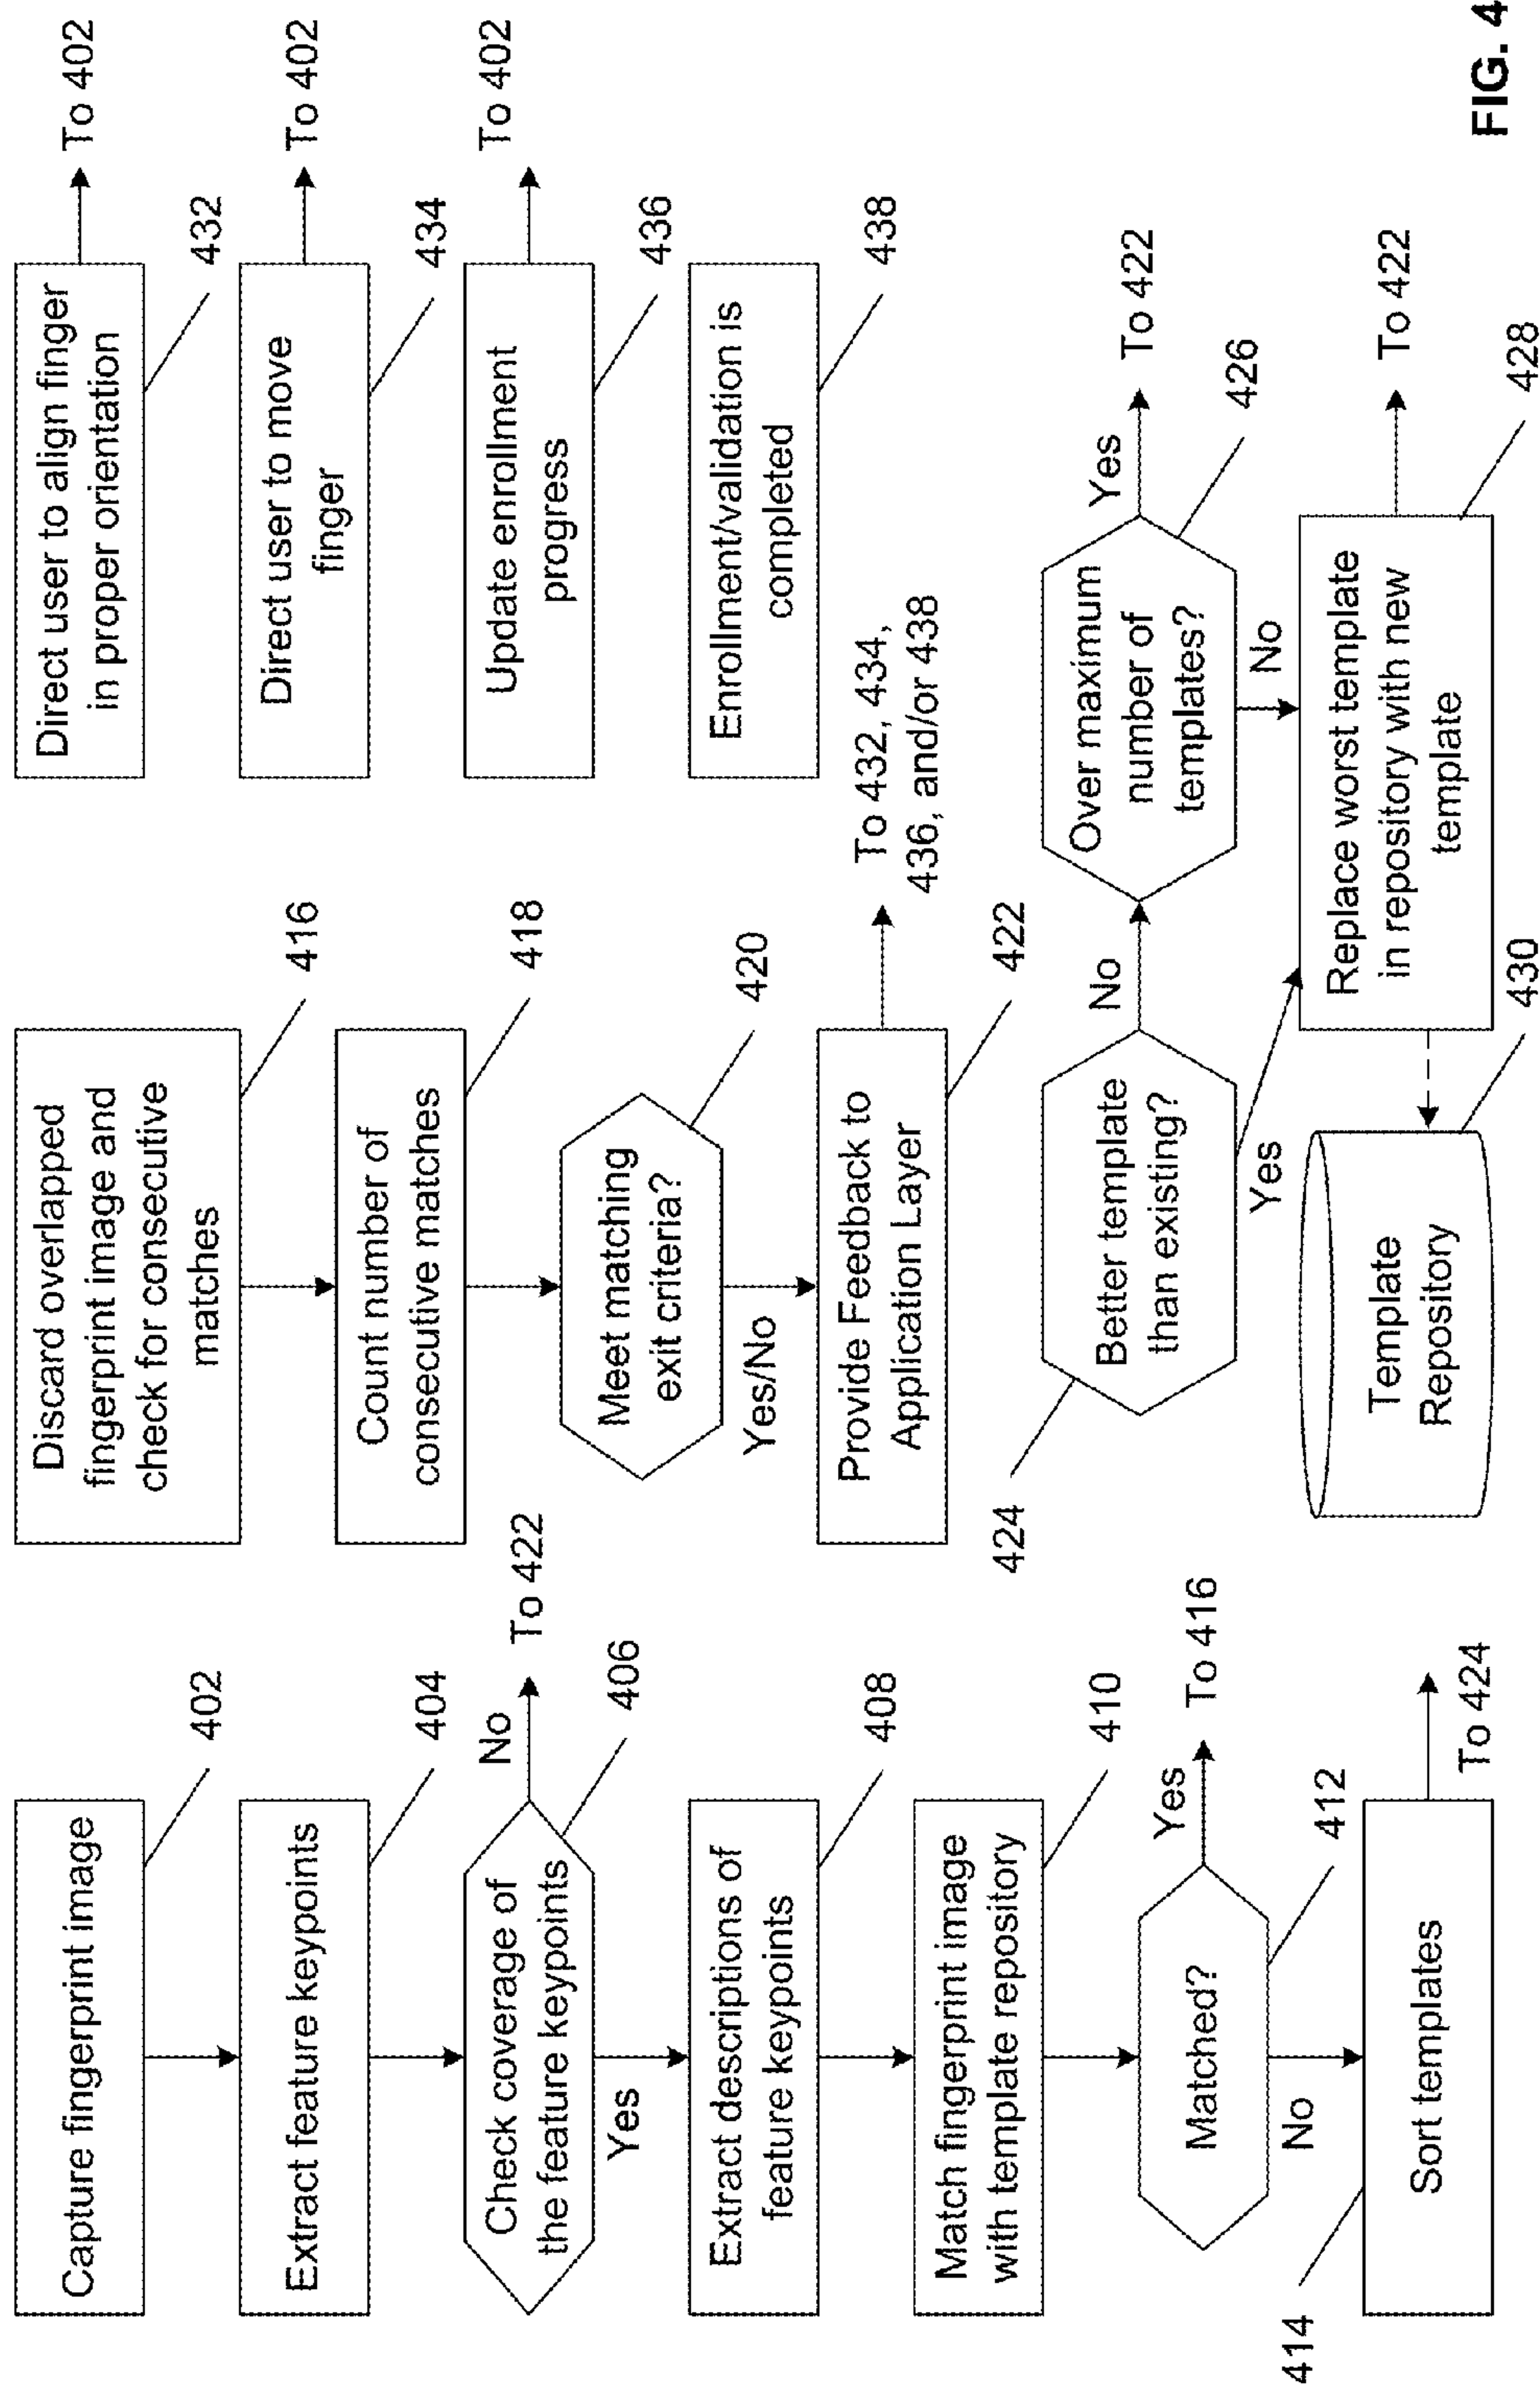 Capture fingerprint image
402
Extract feature keypoints
404
Check coverage of
the feature keypoints
406
No
To 422
Yes
Extract descriptions of
feature keypoints
408
Match fingerprint image
with template repository
410
Matched?
412
Yes
To 416
No
Sort templates
414
To 424
Discard overlapped
fingerprint image and
check for consecutive
matches
416
Count number of
consecutive matches
418
Meet matching
exit criteria?
420
Yes/No
Provide Feedback to
Application Layer
422
To 432, 434,
436, and/or 438
Better template
than existing?
424
No
Yes
Over maximum
number of
templates?
426
Yes
To 422
No
Replace worst template
in repository with new
template
428
To 422
Template
Repository
430
Direct user to align finger
in proper orientation
432
To 402
Direct user to move
finger
434
To 402
Update enrollment
progress
436
To 402
Enrollment/validation is
completed
438
FIG. 4